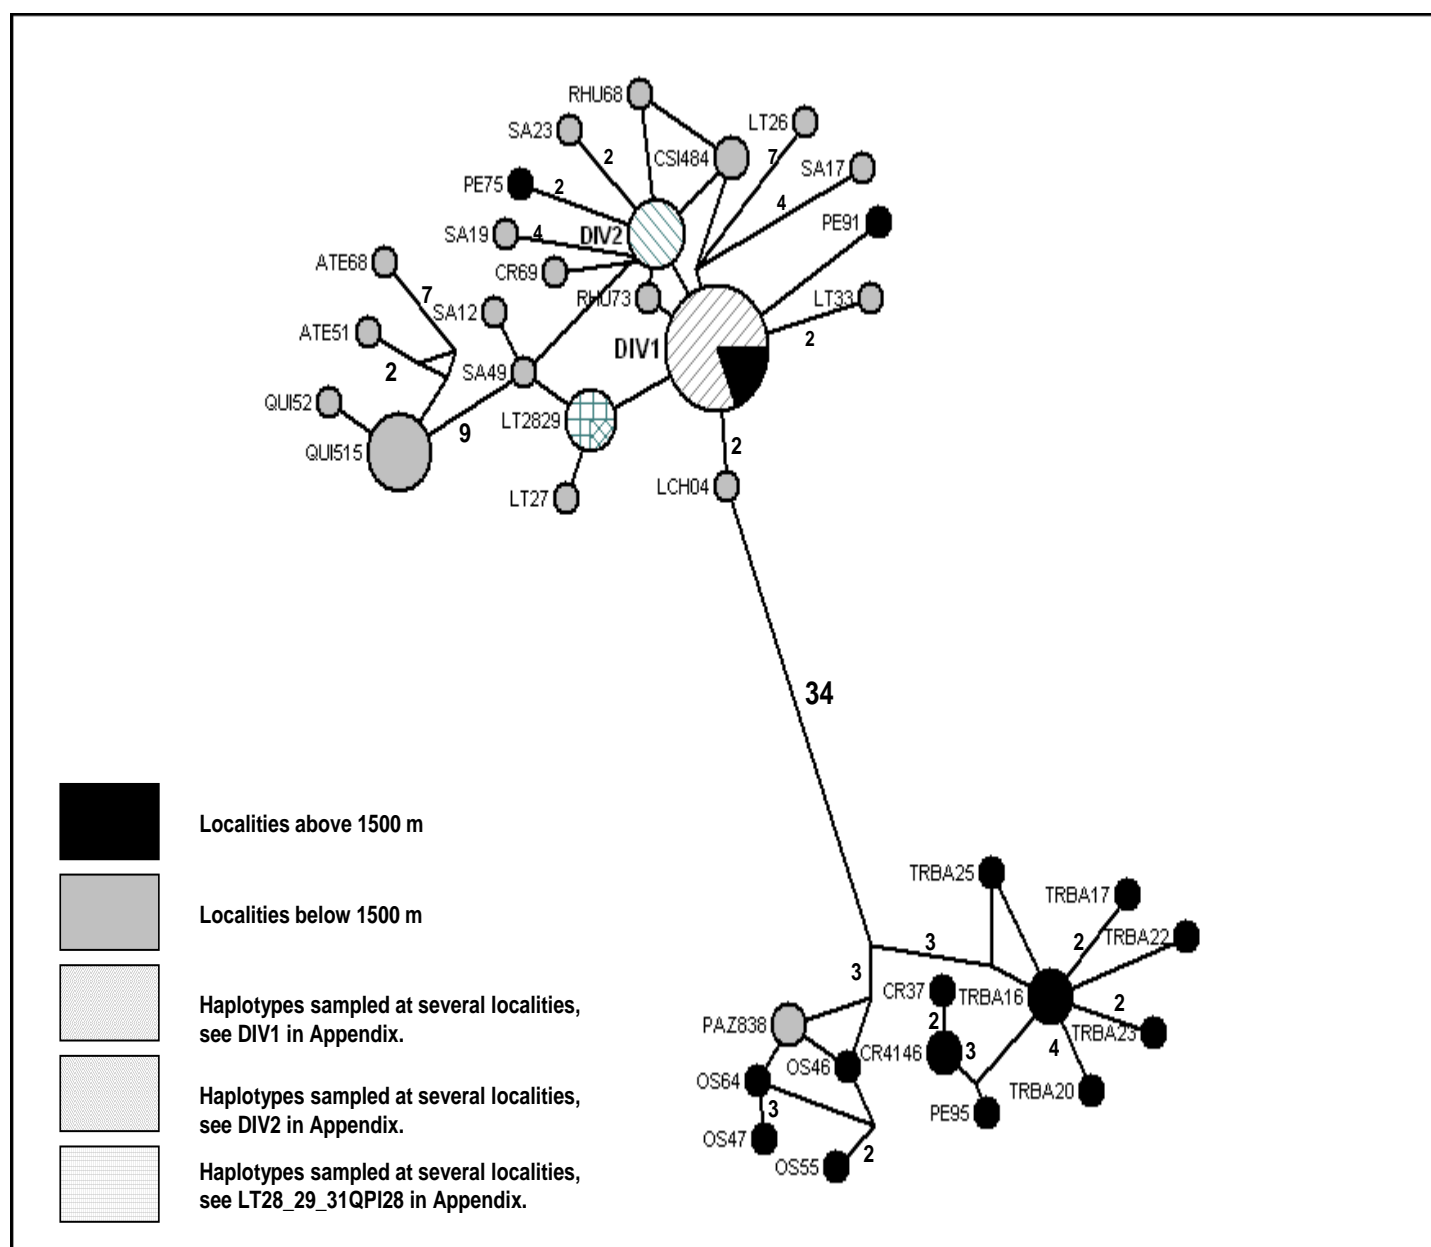 RHU68
LT26
SA23
CSI484
2
7
SA17
PE75
2
4
PE91
SA19
4
DIV2
ATE68
CR69
7
RHU73
LT33
SA12
ATE51
DIV1
2
2
SA49
QUI52
LT2829
9
2
QUI515
LCH04
LT27
34
Localities above 1500 m
TRBA25
TRBA17
Localities below 1500 m
2
TRBA22
3
3
CR37
TRBA16
2
PAZ838
2
TRBA23
CR4146
3
4
OS46
OS64
TRBA20
3
PE95
OS47
2
OS55
Haplotypes sampled at several localities,
see DIV1 in Appendix.
Haplotypes sampled at several localities,
see DIV2 in Appendix.
Haplotypes sampled at several localities,
see LT28_29_31QPI28 in Appendix.